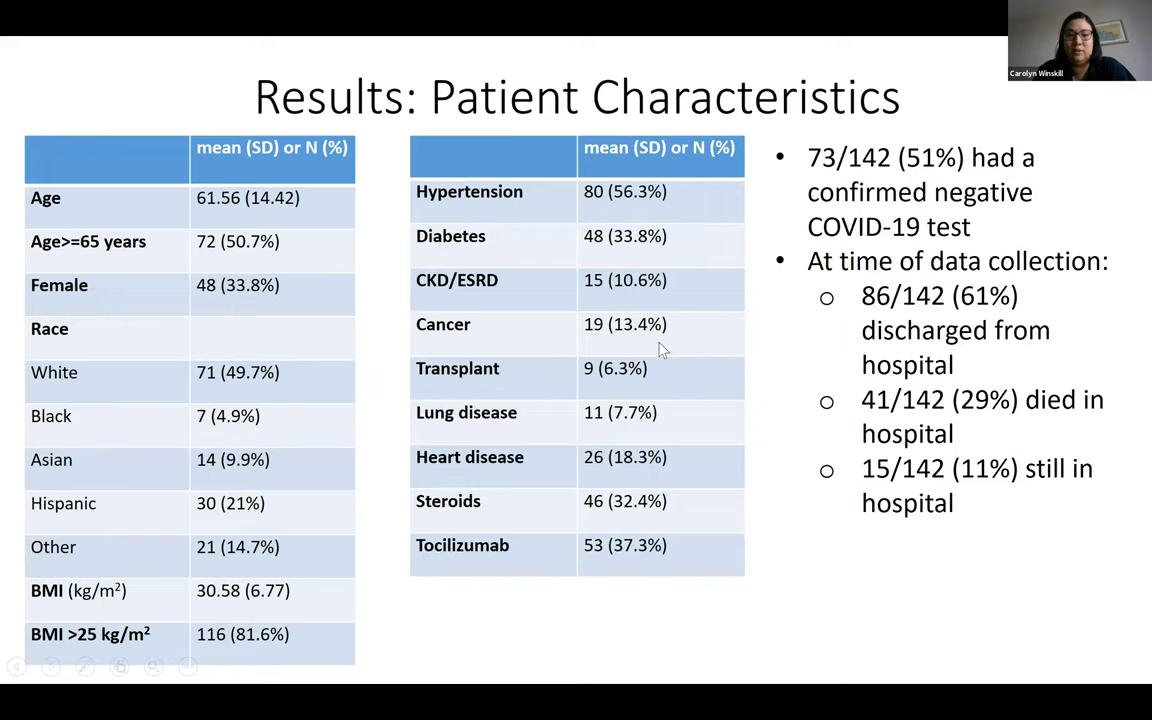 Carolyn Winskill
Results: Patient Characteristics
mean (SD) or N (%)
Age 61.56 (14.42)
Age>=65 years 72 (50.7%)
Female 48 (33.8%)
Race
White 71 (49.7%)
Black 7 (4.9%)
Asian 14 (9.9%)
Hispanic 30 (21%)
Other 21 (14.7%)
BMI (kg/m²) 30.58 (6.77)
BMI >25 kg/m² 116 (81.6%)
mean (SD) or N (%)
Hypertension 80 (56.3%)
Diabetes 48 (33.8%)
CKD/ESRD 15 (10.6%)
Cancer 19 (13.4%)
Transplant 9 (6.3%)
Lung disease 11 (7.7%)
Heart disease 26 (18.3%)
Steroids 46 (32.4%)
Tocilizumab 53 (37.3%)
• 73/142 (51%) had a
confirmed negative
COVID-19 test
• At time of data collection:
o 86/142 (61%)
discharged from
hospital
o 41/142 (29%) died in
hospital
o 15/142 (11%) still in
hospital